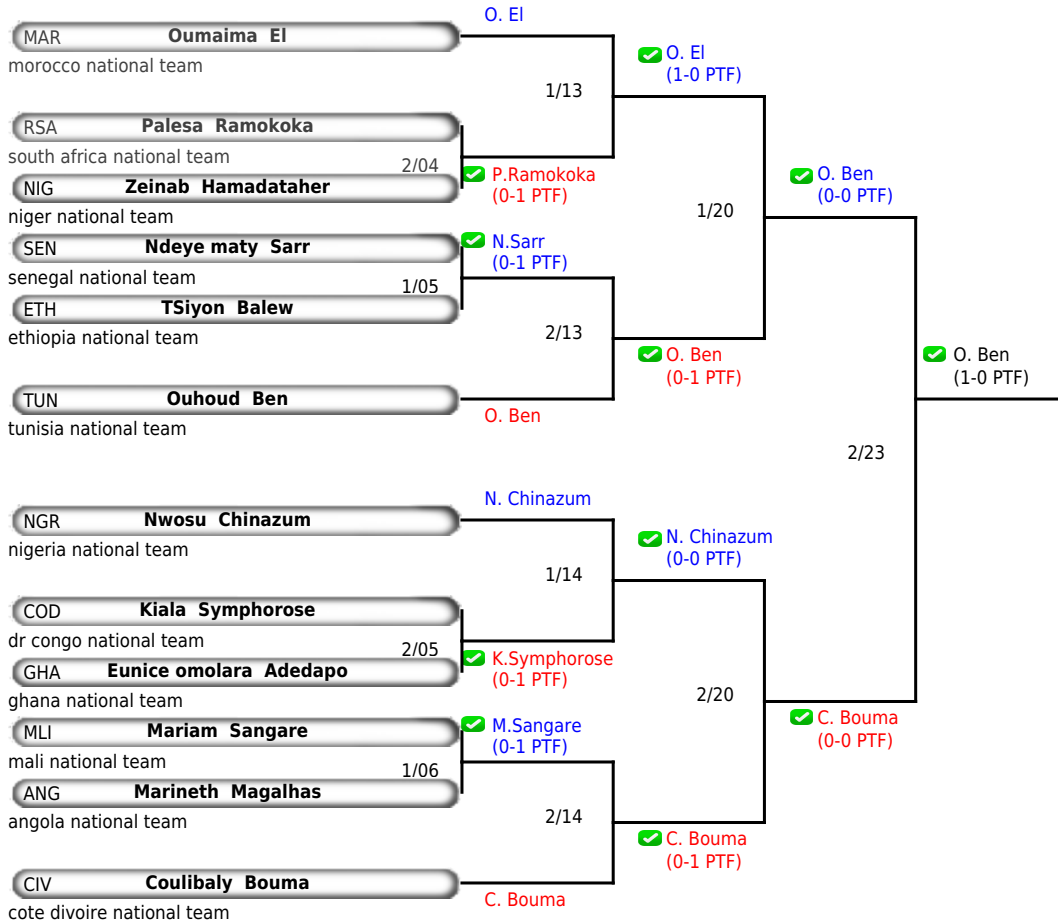 O. El
MAR Oumaima El
morocco national team
O. El
(1-0 PTF)
1/13
RSA Palesa Ramokoka
south africa national team
2/04
P.Ramokoka
(0-1 PTF)
NIG Zeinab Hamadataher
niger national team
O. Ben
(0-0 PTF)
1/20
SEN Ndeye maty Sarr
senegal national team
N.Sarr
(0-1 PTF)
1/05
ETH TSiyon Balew
ethiopia national team
2/13
O. Ben
(0-1 PTF)
O. Ben
(1-0 PTF)
TUN Ouhoud Ben
tunisia national team
O. Ben
2/23
N. Chinazum
NGR Nwosu Chinazum
nigeria national team
N. Chinazum
(0-0 PTF)
1/14
COD Kiala Symphorose
dr congo national team
2/05
K.Symphorose
(0-1 PTF)
GHA Eunice omolara Adedapo
ghana national team
2/20
C. Bouma
(0-0 PTF)
MLI Mariam Sangare
mali national team
M.Sangare
(0-1 PTF)
1/06
ANG Marineth Magalhas
angola national team
2/14
C. Bouma
(0-1 PTF)
CIV Coulibaly Bouma
cote divoire national team
C. Bouma